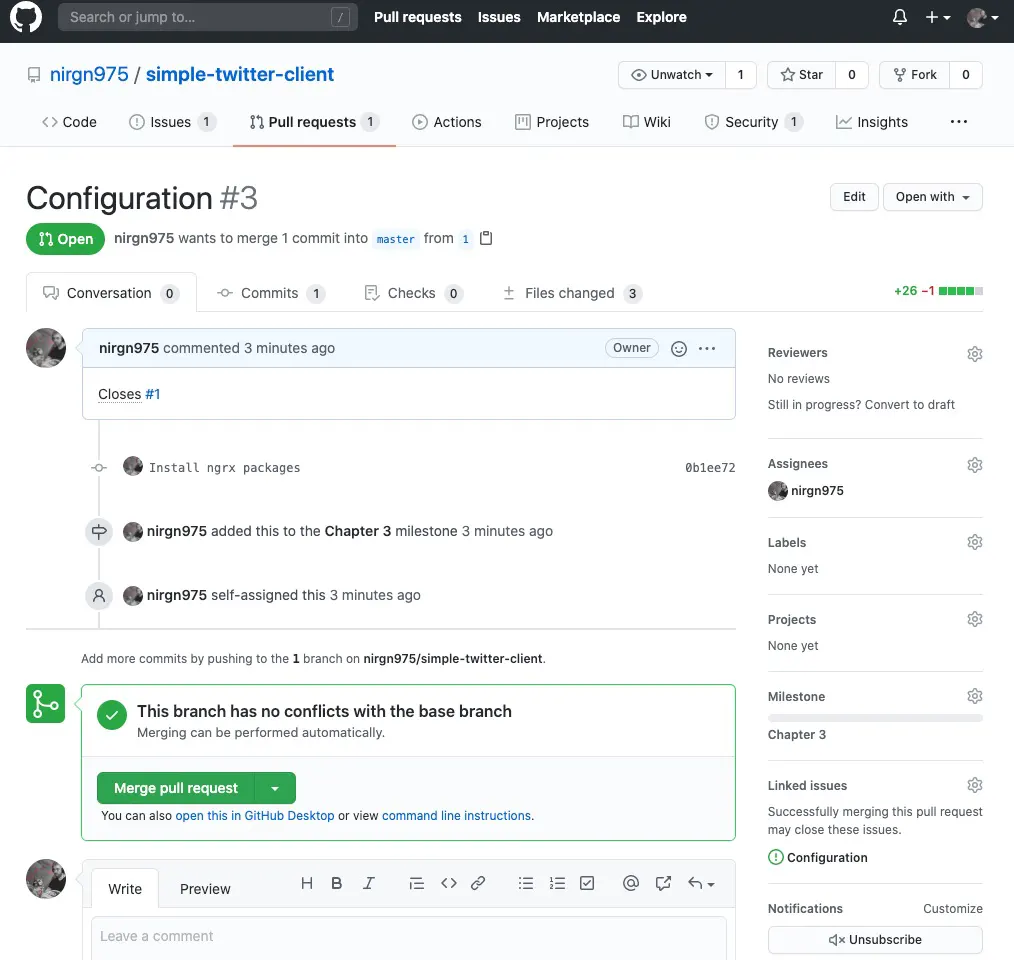 Search or jump to... / Pull requests Issues Marketplace Explore
nirgn975 / simple-twitter-client Unwatch 1 Star 0 Fork 0
Code Issues 1 Pull requests 1 Actions Projects Wiki Security 1 Insights ...
Configuration #3 Edit Open with
Open nirgn975 wants to merge 1 commit into master from 1
Conversation 0 Commits 1 Checks 0 Files changed 3 +26 −1
nirgn975 commented 3 minutes ago Owner ...
Closes #1
Install ngrx packages 0b1ee72
nirgn975 added this to the Chapter 3 milestone 3 minutes ago
nirgn975 self-assigned this 3 minutes ago
Add more commits by pushing to the 1 branch on nirgn975/simple-twitter-client.
This branch has no conflicts with the base branch
Merging can be performed automatically.
Merge pull request
You can also open this in GitHub Desktop or view command line instructions.
Write Preview H B I
Leave a comment
Reviewers
No reviews
Still in progress? Convert to draft
Assignees
nirgn975
Labels
None yet
Projects
None yet
Milestone
Chapter 3
Linked issues
Successfully merging this pull request
may close these issues.
Configuration
Notifications Customize
Unsubscribe